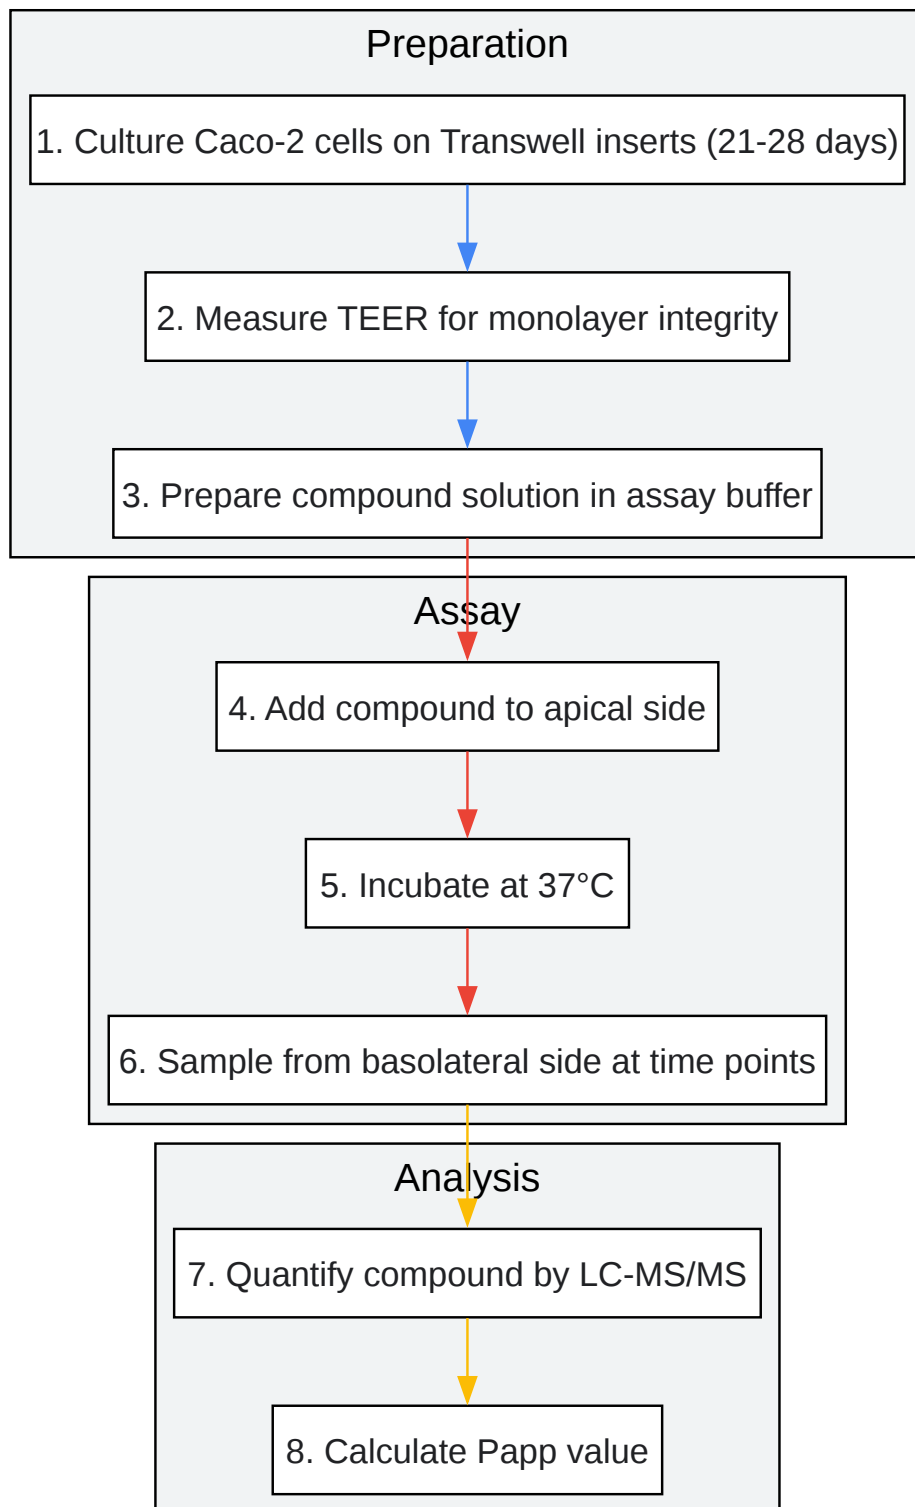 Preparation
1. Culture Caco-2 cells on Transwell inserts (21-28 days)
2. Measure TEER for monolayer integrity
3. Prepare compound solution in assay buffer
Assay
4. Add compound to apical side
5. Incubate at 37°C
6. Sample from basolateral side at time points
Analysis
7. Quantify compound by LC-MS/MS
8. Calculate Papp value